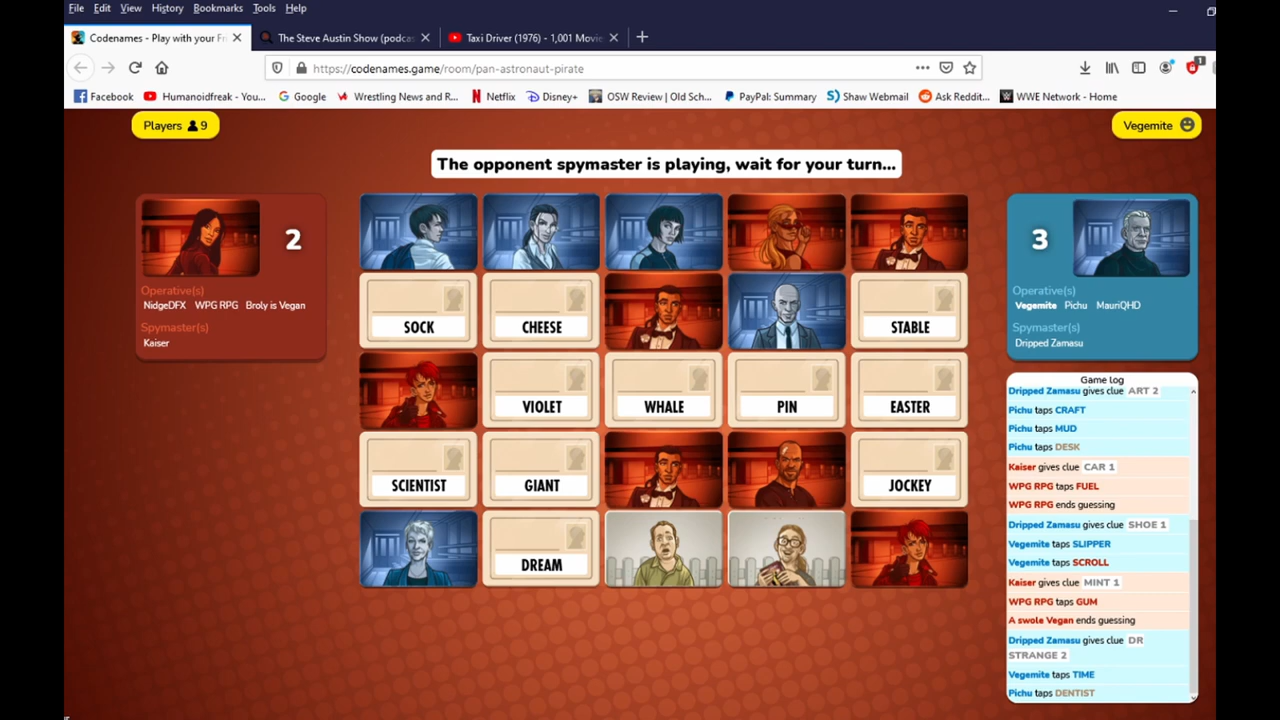 File Edit View History Bookmarks Tools Help
Codenames - Play with your Fri
The Steve Austin Show (podcas
Taxi Driver (1976) - 1,001 Movie
https://codenames.game/room/pan-astronaut-pirate
1
Facebook Humanoidfreak - You... Google Wrestling News and R... Netflix Disney+ OSW Review | Old Sch... PayPal: Summary Shaw Webmail Ask Reddit... WWE Network - Home
Players 9
Vegemite
The opponent spymaster is playing, wait for your turn...
2
Operative(s)
NidgeDFX WPG RPG Broly is Vegan
Spymaster(s)
Kaiser
SOCK CHEESE STABLE
VIOLET WHALE PIN EASTER
SCIENTIST GIANT JOCKEY
DREAM
3
Operative(s)
Vegemite Pichu MauriQHD
Spymaster(s)
Dripped Zamasu
Game log
Dripped Zamasu gives clue ART 2
Pichu taps CRAFT
Pichu taps MUD
Pichu taps DESK
Kaiser gives clue CAR 1
WPG RPG taps FUEL
WPG RPG ends guessing
Dripped Zamasu gives clue SHOE 1
Vegemite taps SLIPPER
Vegemite taps SCROLL
Kaiser gives clue MINT 1
WPG RPG taps GUM
A swole Vegan ends guessing
Dripped Zamasu gives clue DR
STRANGE 2
Vegemite taps TIME
Pichu taps DENTIST